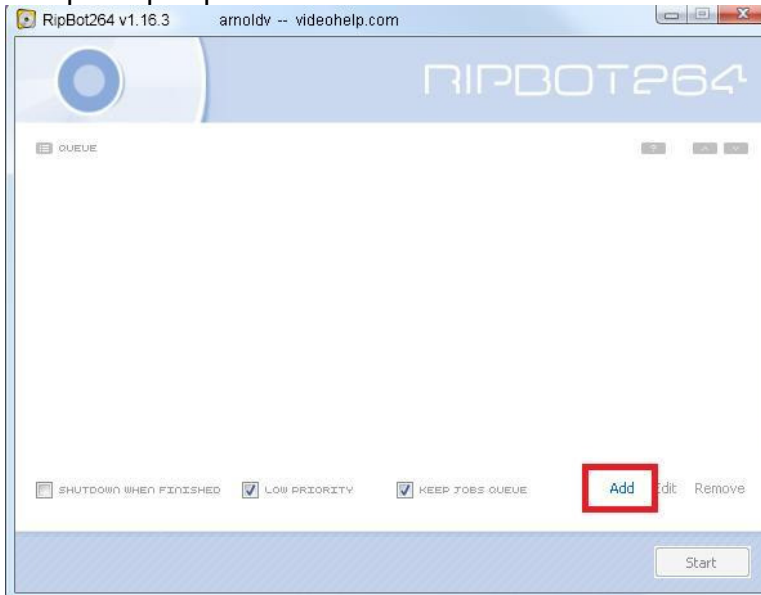 RipBot264 v1.16.3 arnoldv -- videohelp.com
RIPBOT264
QUEUE
?
SHUTDOWN WHEN FINISHED LOW PRIORITY KEEP JOBS QUEUE Add Edit Remove
Start